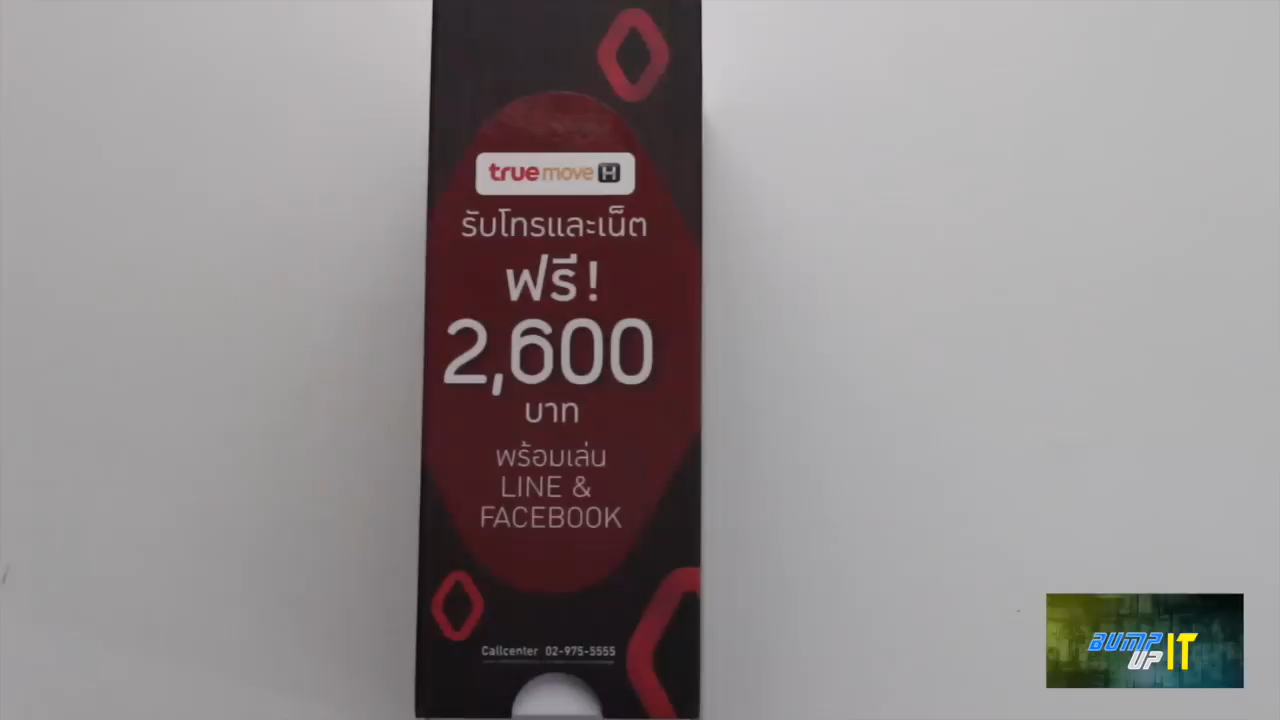 true move H
รับโทรและเน็ต
ฟรี!
2,600
บาท
พร้อมเล่น
LINE &
FACEBOOK
Callcenter 02-975-5555
BUMP
UP IT